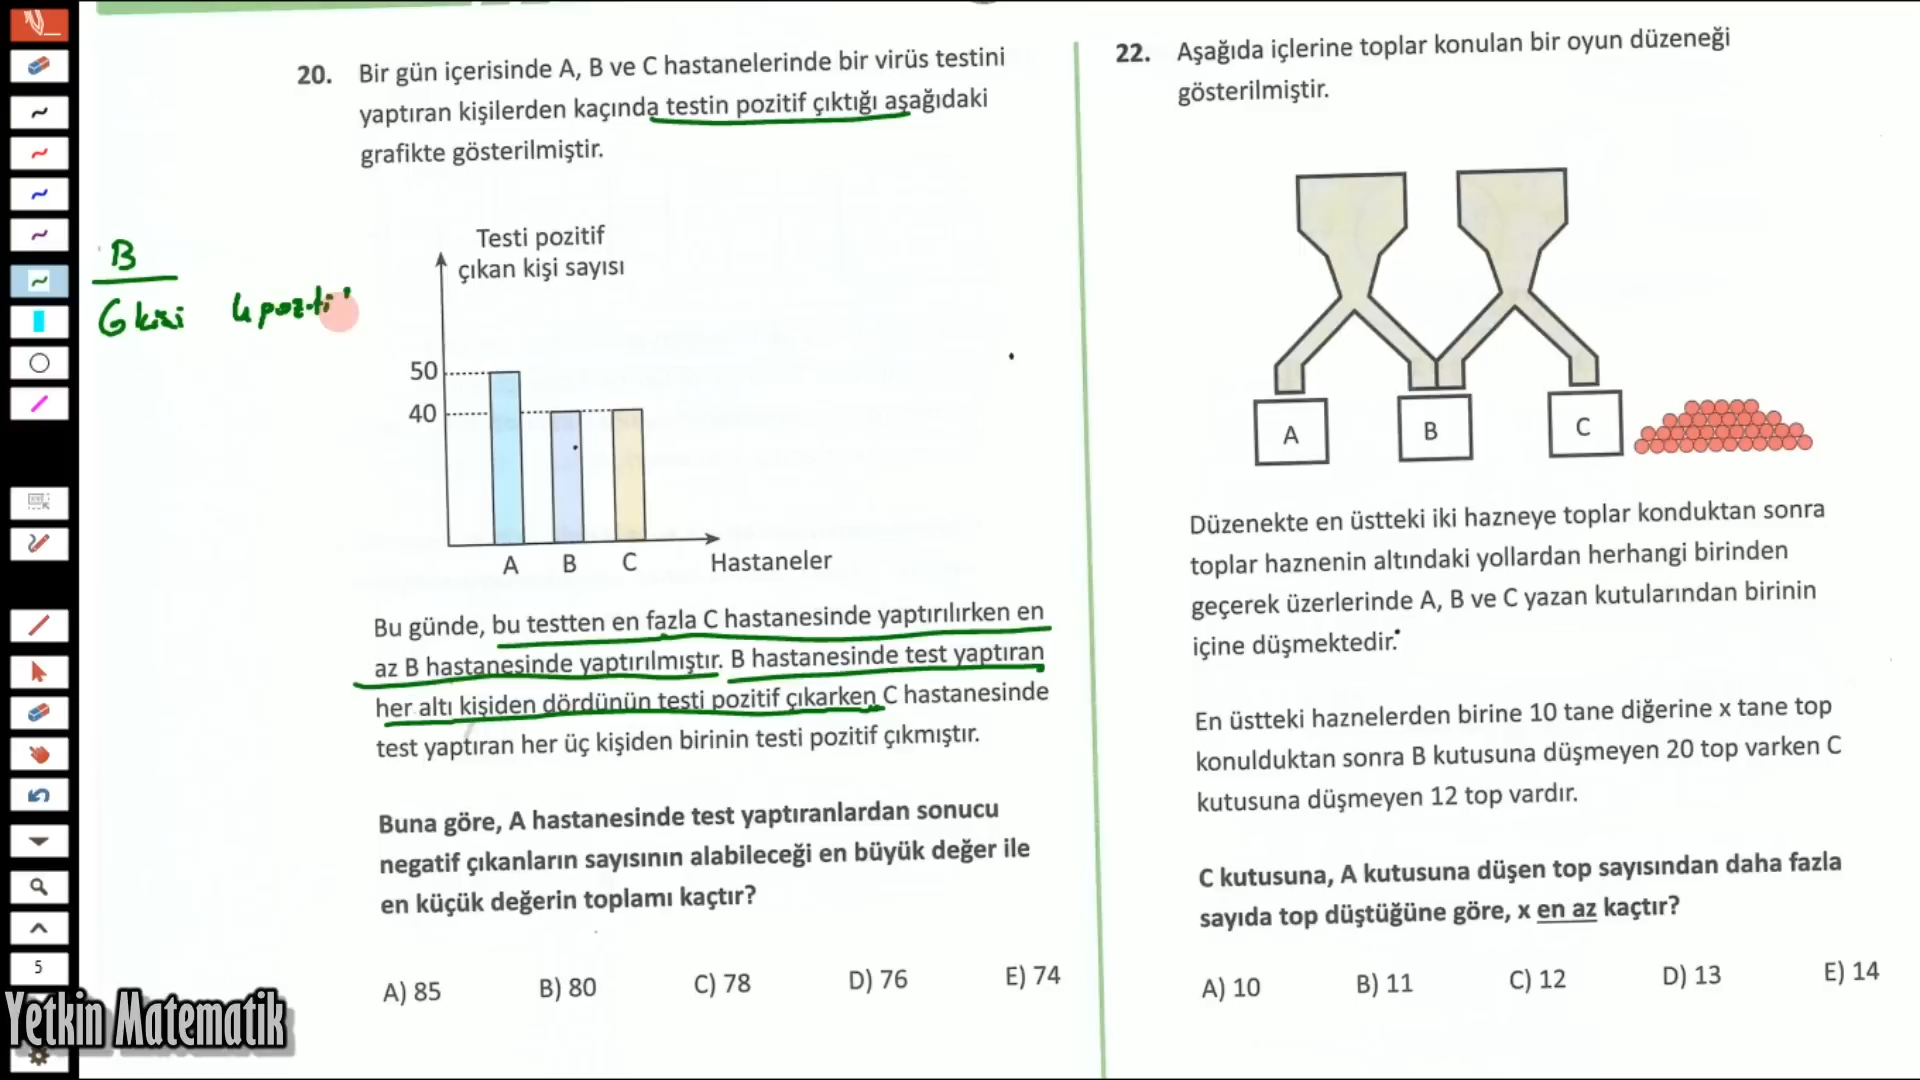 20. Bir gün içerisinde A, B ve C hastanelerinde bir virüs testini
yaptıran kişilerden kaçında testin pozitif çıktığı aşağıdaki
grafikte gösterilmiştir.
B
6 kişi 4 pozitif
Testi pozitif
çıkan kişi sayısı
50
40
A B C Hastaneler
Bu günde, bu testten en fazla C hastanesinde yaptırılırken en
az B hastanesinde yaptırılmıştır. B hastanesinde test yaptıran
her altı kişiden dördünün testi pozitif çıkarken C hastanesinde
test yaptıran her üç kişiden birinin testi pozitif çıkmıştır.
Buna göre, A hastanesinde test yaptıranlardan sonucu
negatif çıkanların sayısının alabileceği en büyük değer ile
en küçük değerin toplamı kaçtır?
A) 85 B) 80 C) 78 D) 76 E) 74
22. Aşağıda içlerine toplar konulan bir oyun düzeneği
gösterilmiştir.
A B C
Düzenekte en üstteki iki hazneye toplar konduktan sonra
toplar haznenin altındaki yollardan herhangi birinden
geçerek üzerlerinde A, B ve C yazan kutularından birinin
içine düşmektedir.
En üstteki haznelerden birine 10 tane diğerine x tane top
konulduktan sonra B kutusuna düşmeyen 20 top varken C
kutusuna düşmeyen 12 top vardır.
C kutusuna, A kutusuna düşen top sayısından daha fazla
sayıda top düştüğüne göre, x en az kaçtır?
A) 10 B) 11 C) 12 D) 13 E) 14
5
Yetkin Matematik